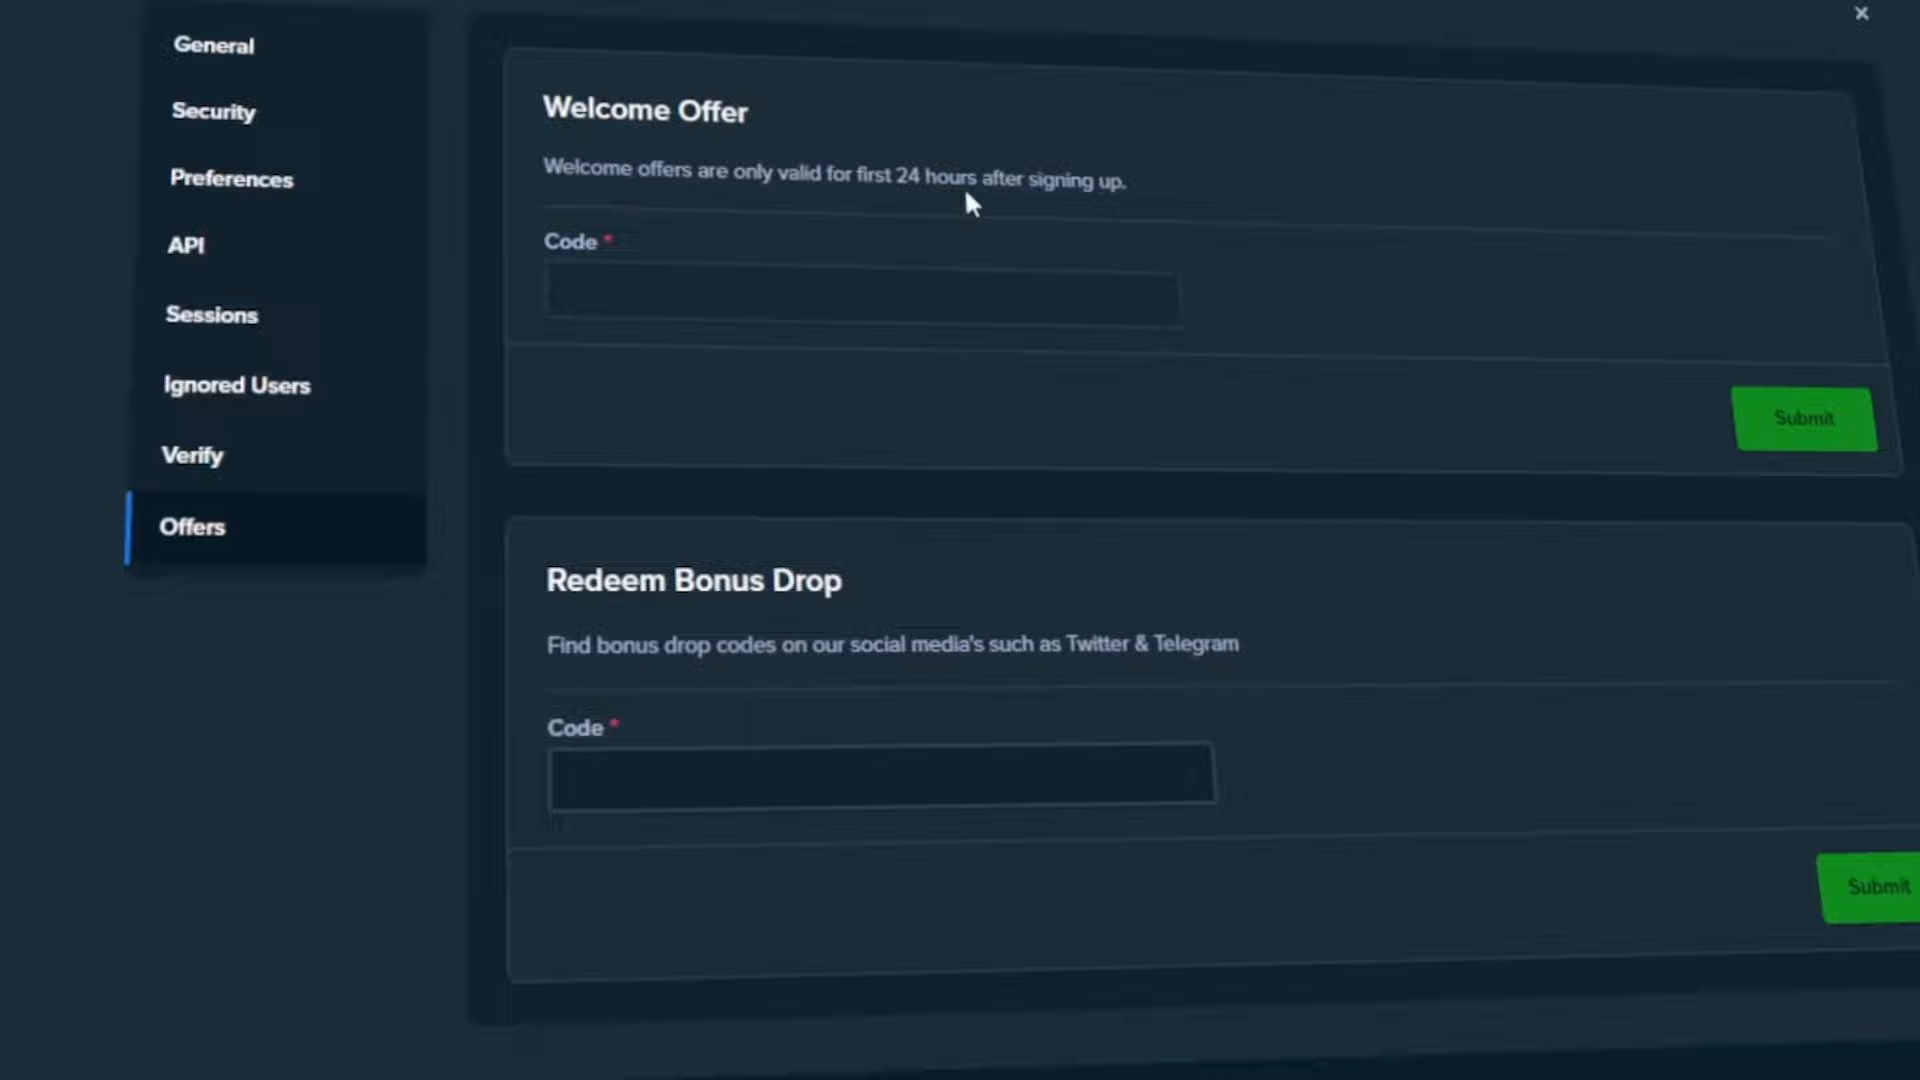 General
Security
Preferences
API
Sessions
Ignored Users
Verify
Offers
Welcome Offer
Welcome offers are only valid for first 24 hours after signing up.
Code *
Submit
Redeem Bonus Drop
Find bonus drop codes on our social media's such as Twitter & Telegram
Code *
Submit